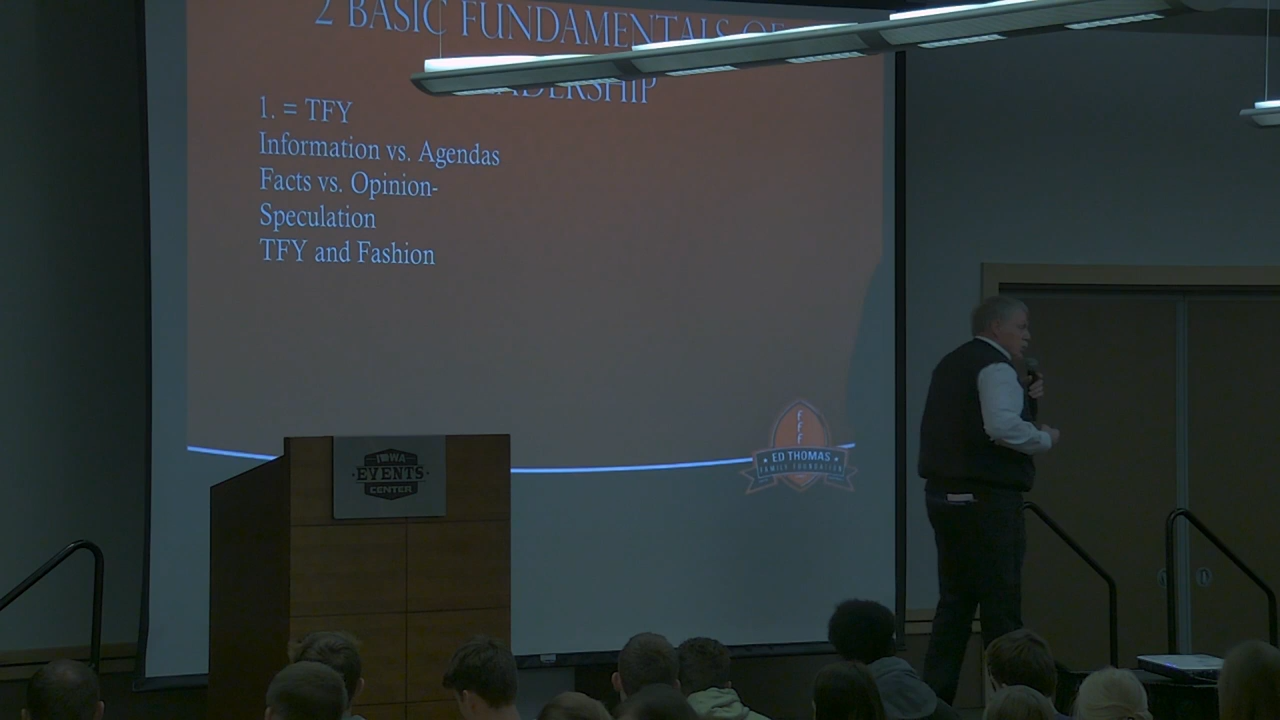 2 BASIC FUNDAMENTALS OF
1. = TFY
Information vs. Agendas
Facts vs. Opinion-
Speculation
TFY and Fashion
IOWA
EVENTS
CENTER
FFF
ED THOMAS
FAMILY FOUNDATION